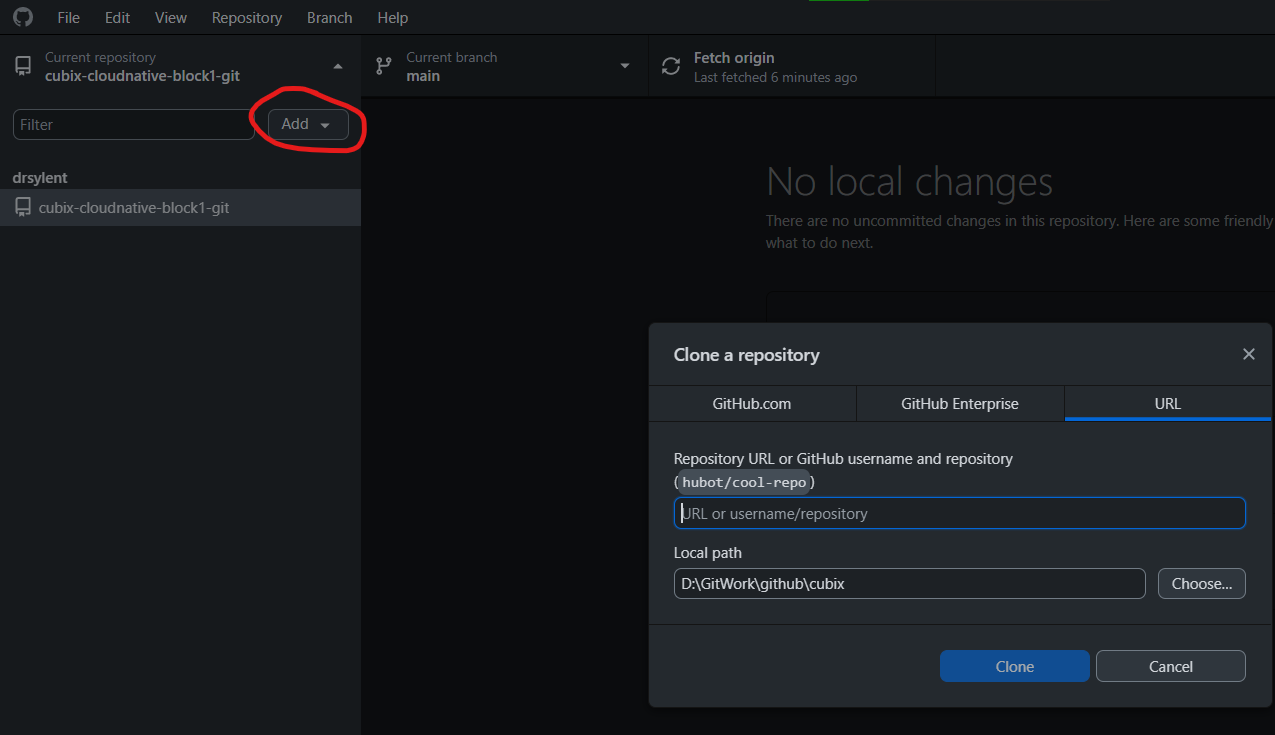 File Edit View Repository Branch Help
Current repository
cubix-cloudnative-block1-git
Current branch
main
Fetch origin
Last fetched 6 minutes ago
Filter
Add
drsylent
cubix-cloudnative-block1-git
No local changes
There are no uncommitted changes in this repository. Here are some friendly
what to do next.
Clone a repository
GitHub.com
GitHub Enterprise
URL
Repository URL or GitHub username and repository
(hubot/cool-repo)
URL or username/repository
Local path
D:\GitWork\github\cubix
Choose...
Clone
Cancel